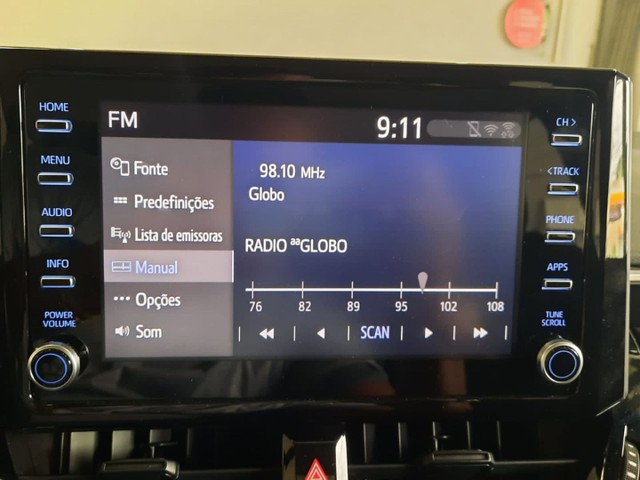 HOME
MENU
AUDIO
INFO
POWER
VOLUME
FM
9:11
Fonte
Predefinições
Lista de emissoras
Manual
Opções
Som
98.10 MHz
Globo
RADIO ªªGLOBO
76 82 89 95 102 108
SCAN
CH >
< TRACK
PHONE
APPS
TUNE
SCROLL